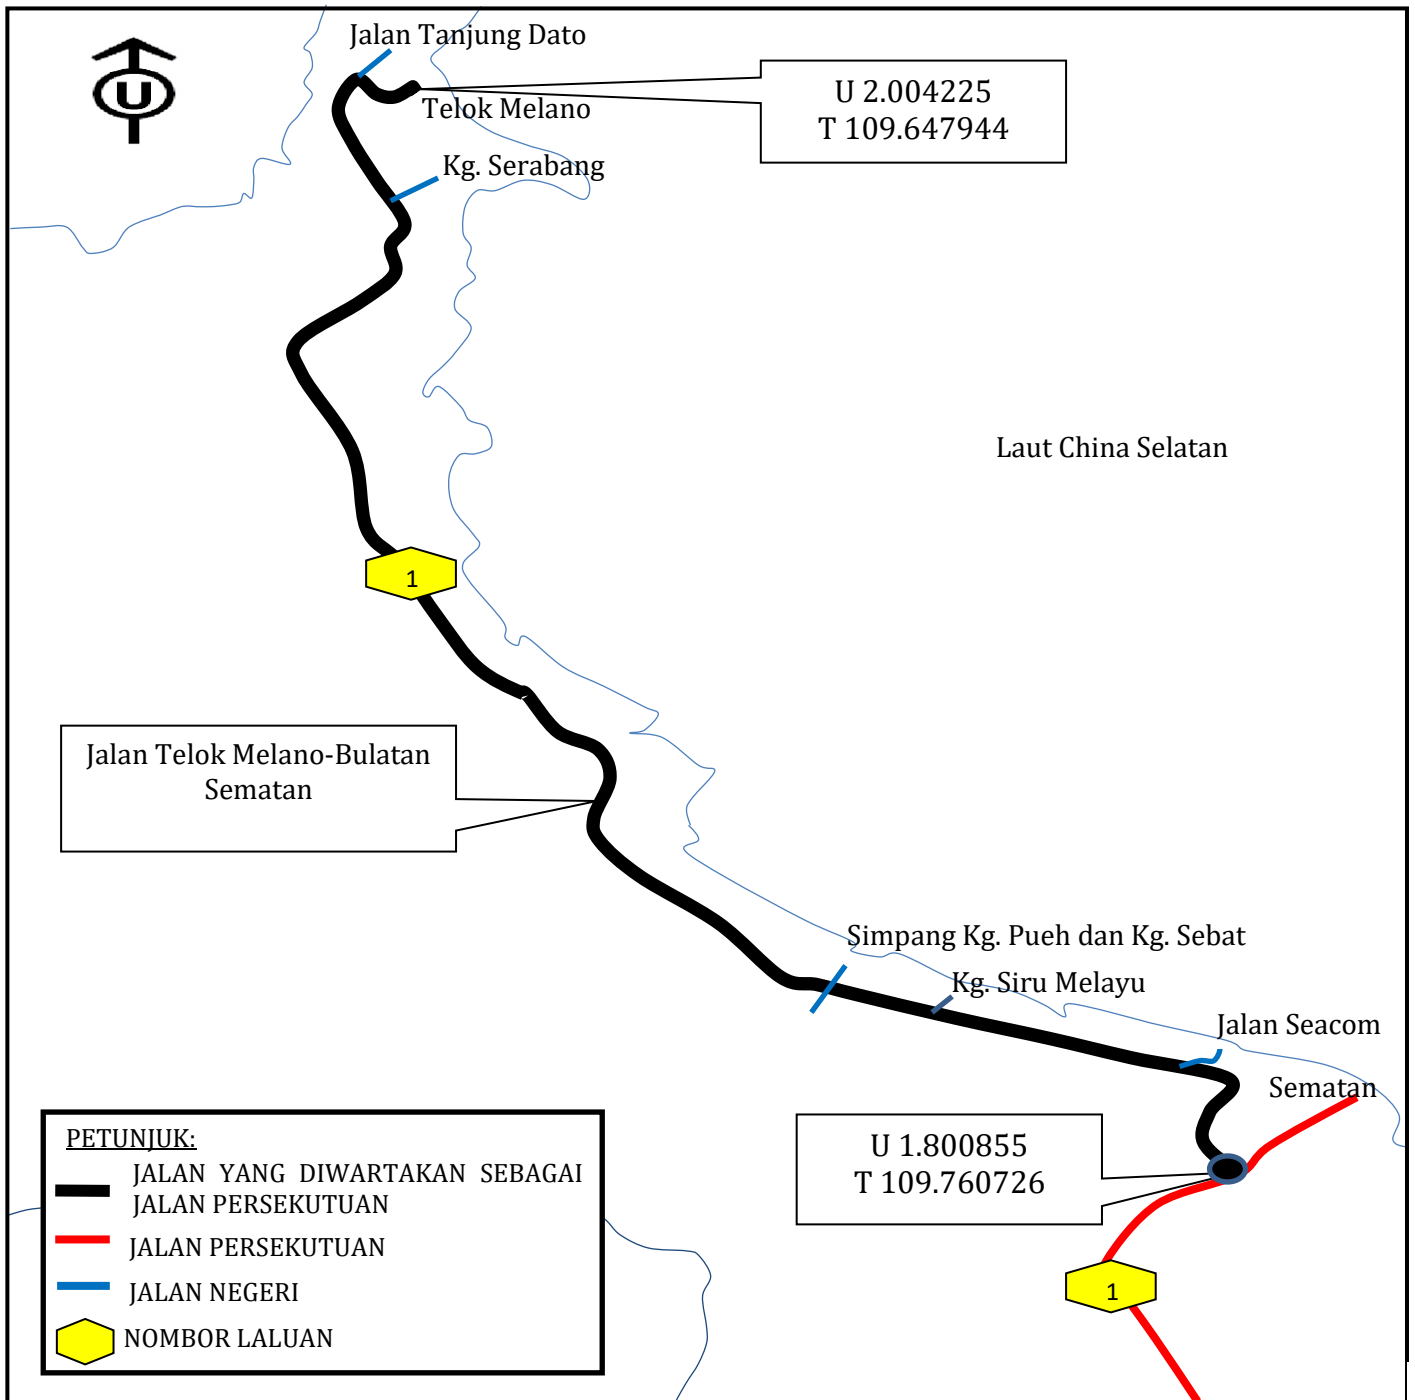 Jalan Tanjung Dato
U
U 2.004225
T 109.647944
Telok Melano
Kg. Serabang
Laut China Selatan
1
Jalan Telok Melano-Bulatan
Sematan
Simpang Kg. Pueh dan Kg. Sebat
Kg. Siru Melayu
Jalan Seacom
Sematan
U 1.800855
T 109.760726
1
PETUNJUK:
JALAN YANG DIWARTAKAN SEBAGAI
JALAN PERSEKUTUAN
JALAN PERSEKUTUAN
JALAN NEGERI
NOMBOR LALUAN